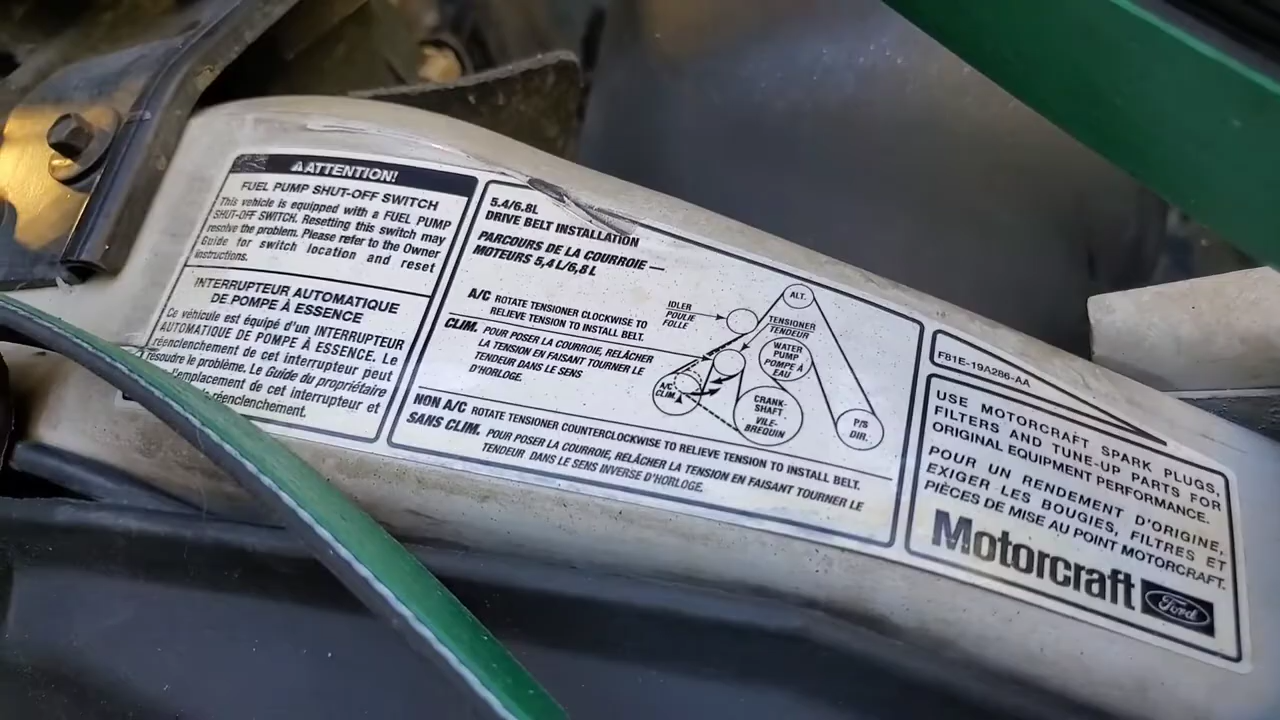 ATTENTION!
FUEL PUMP SHUT-OFF SWITCH
This vehicle is equipped with a FUEL PUMP
SHUT-OFF SWITCH. Resetting this switch may
resolve the problem. Please refer to the Owner
Guide for switch location and reset
instructions.
INTERRUPTEUR AUTOMATIQUE
DE POMPE À ESSENCE
Ce véhicule est équipé d'un INTERRUPTEUR
AUTOMATIQUE DE POMPE À ESSENCE. Le
réenclenchement de cet interrupteur peut
résoudre le problème. Le Guide du propriétaire
l'emplacement de cet interrupteur et
réenclenchement.
5.4/6.8L
DRIVE BELT INSTALLATION
PARCOURS DE LA COURROIE —
MOTEURS 5,4 L/6,8 L
A/C ROTATE TENSIONER CLOCKWISE TO
RELIEVE TENSION TO INSTALL BELT.
CLIM. POUR POSER LA COURROIE, RELÂCHER
LA TENSION EN FAISANT TOURNER LE
TENDEUR DANS LE SENS
D'HORLOGE.
IDLER
POULIE
FOLLE
ALT.
TENSIONER
TENDEUR
WATER
PUMP
POMPE À
EAU
A/C
CLIM.
CRANK-
SHAFT
VILE-
BREQUIN
P/S
DIR.
NON A/C ROTATE TENSIONER COUNTERCLOCKWISE TO RELIEVE TENSION TO INSTALL BELT.
SANS CLIM. POUR POSER LA COURROIE, RELÂCHER LA TENSION EN FAISANT TOURNER LE
TENDEUR DANS LE SENS INVERSE D'HORLOGE.
F81E-19A286-AA
USE MOTORCRAFT SPARK PLUGS,
FILTERS AND TUNE-UP PARTS FOR
ORIGINAL EQUIPMENT PERFORMANCE.
POUR UN RENDEMENT D'ORIGINE,
EXIGER LES BOUGIES, FILTRES ET
PIÈCES DE MISE AU POINT MOTORCRAFT.
Motorcraft
Ford